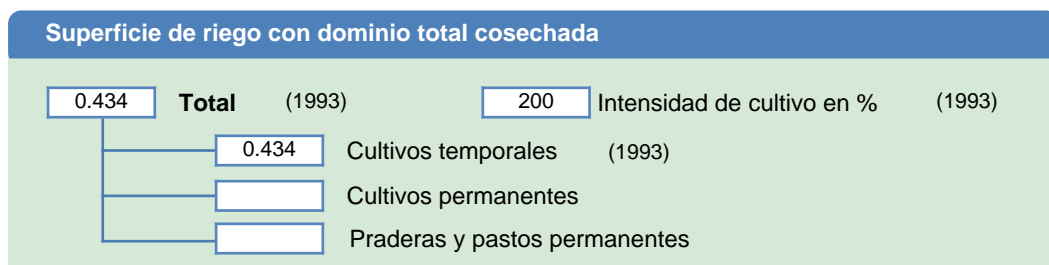 Superficie de riego con dominio total cosechada
0.434 Total (1993) 200 Intensidad de cultivo en % (1993)
0.434 Cultivos temporales (1993)
Cultivos permanentes
Praderas y pastos permanentes